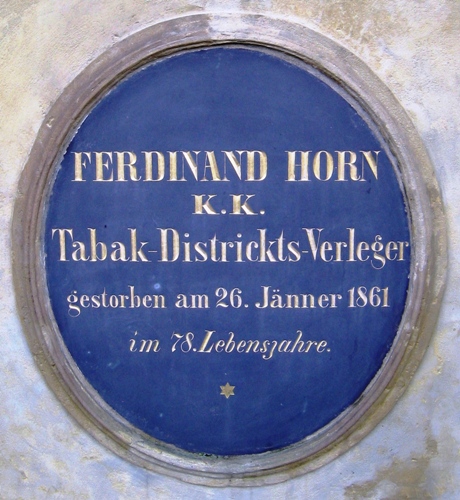 FERDINAND HORN
K.K.
Tabak-Districkts-Verleger
gestorben am 26. Jänner 1861
im 78. Lebensjahre.